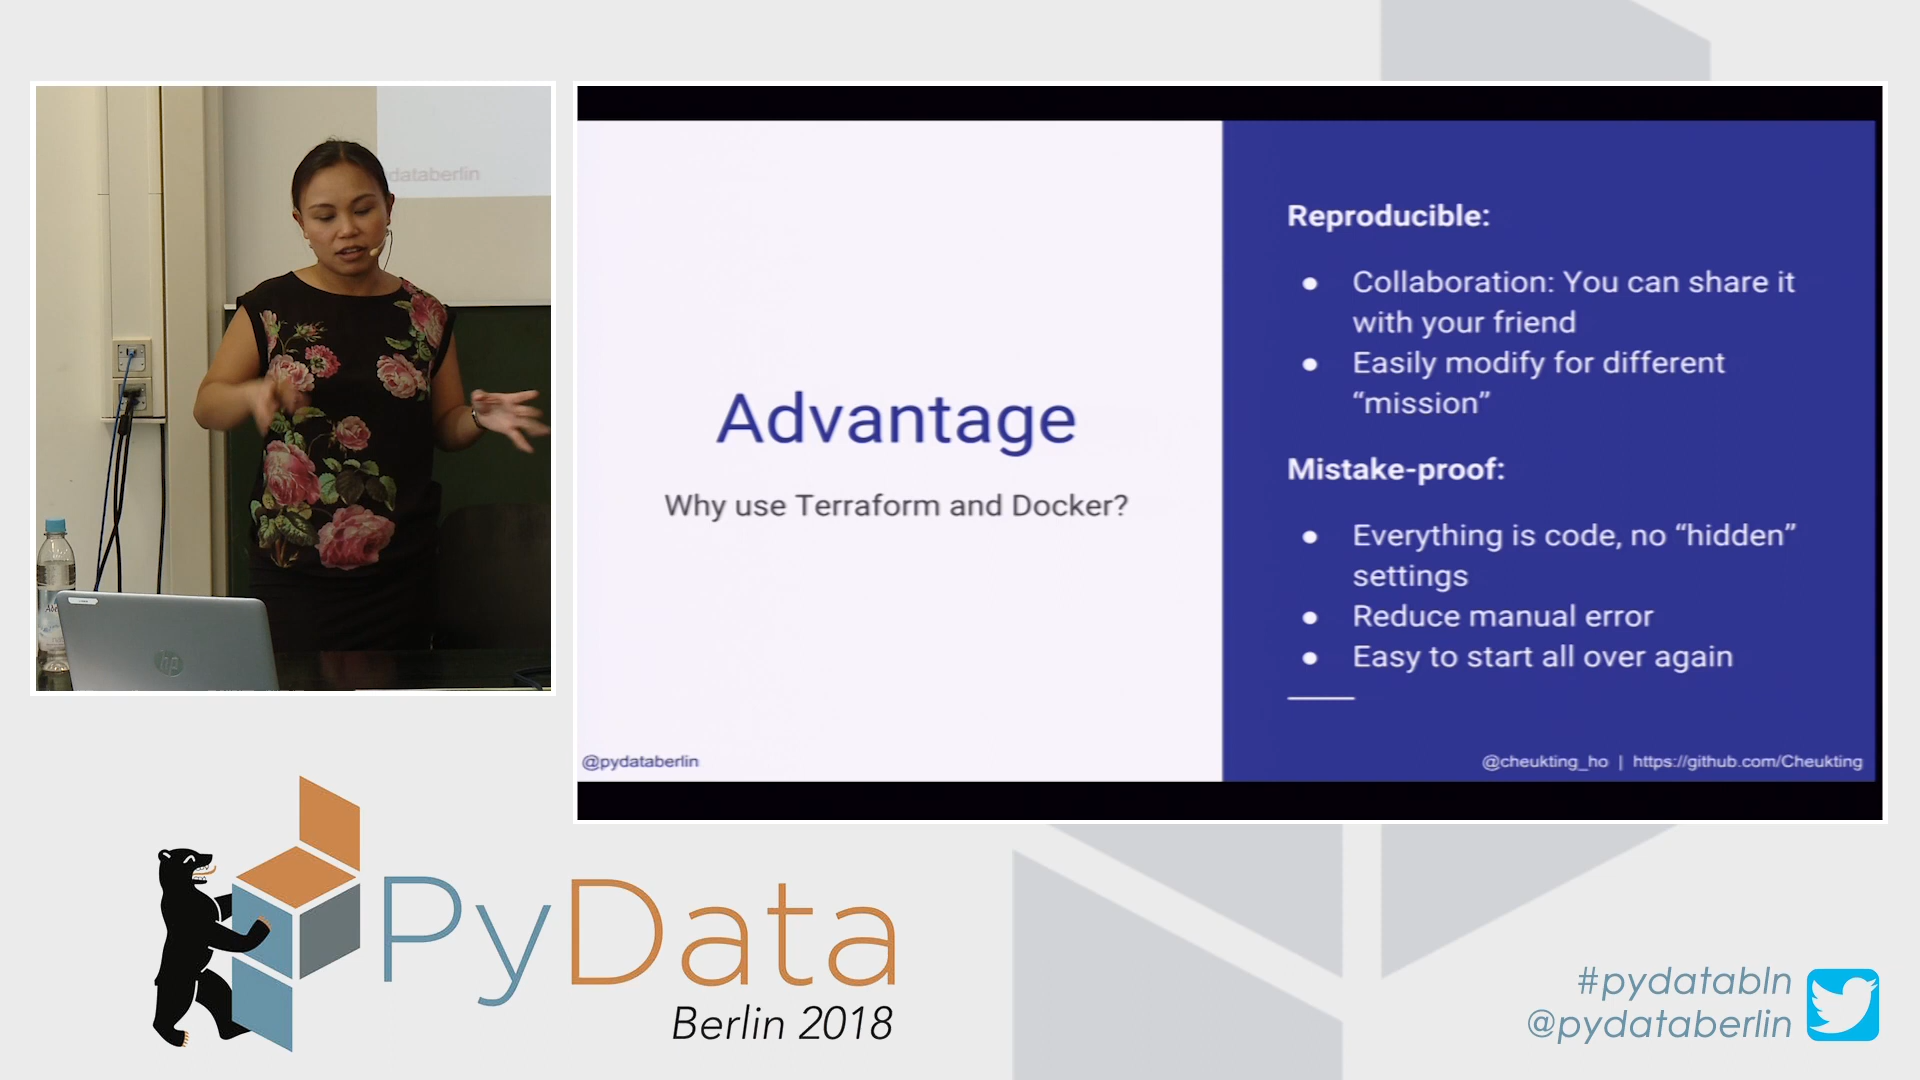 databerlin
hp
Advantage
Why use Terraform and Docker?
@pydataberlin
Reproducible:
● Collaboration: You can share it
with your friend
● Easily modify for different
“mission”
Mistake-proof:
● Everything is code, no “hidden”
settings
● Reduce manual error
● Easy to start all over again
@cheukting_ho | https://github.com/Cheukting
PyData
Berlin 2018
#pydatabln
@pydataberlin